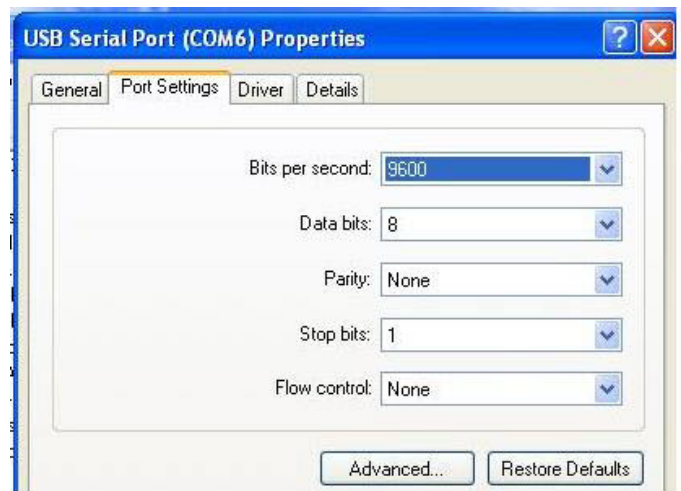 USB Serial Port (COM6) Properties
General Port Settings Driver Details
Bits per second: 9600
Data bits: 8
Parity: None
Stop bits: 1
Flow control: None
Advanced... Restore Defaults